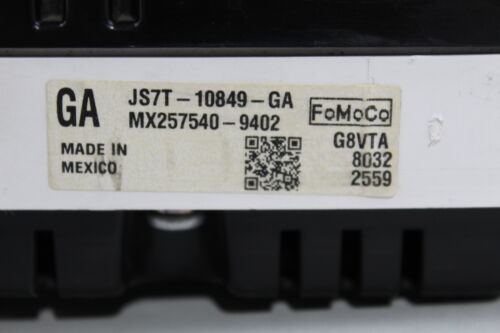 GA
JS7T-10849-GA
MX257540-9402
FoMoCo
MADE IN
MEXICO
G8VTA
8032
2559